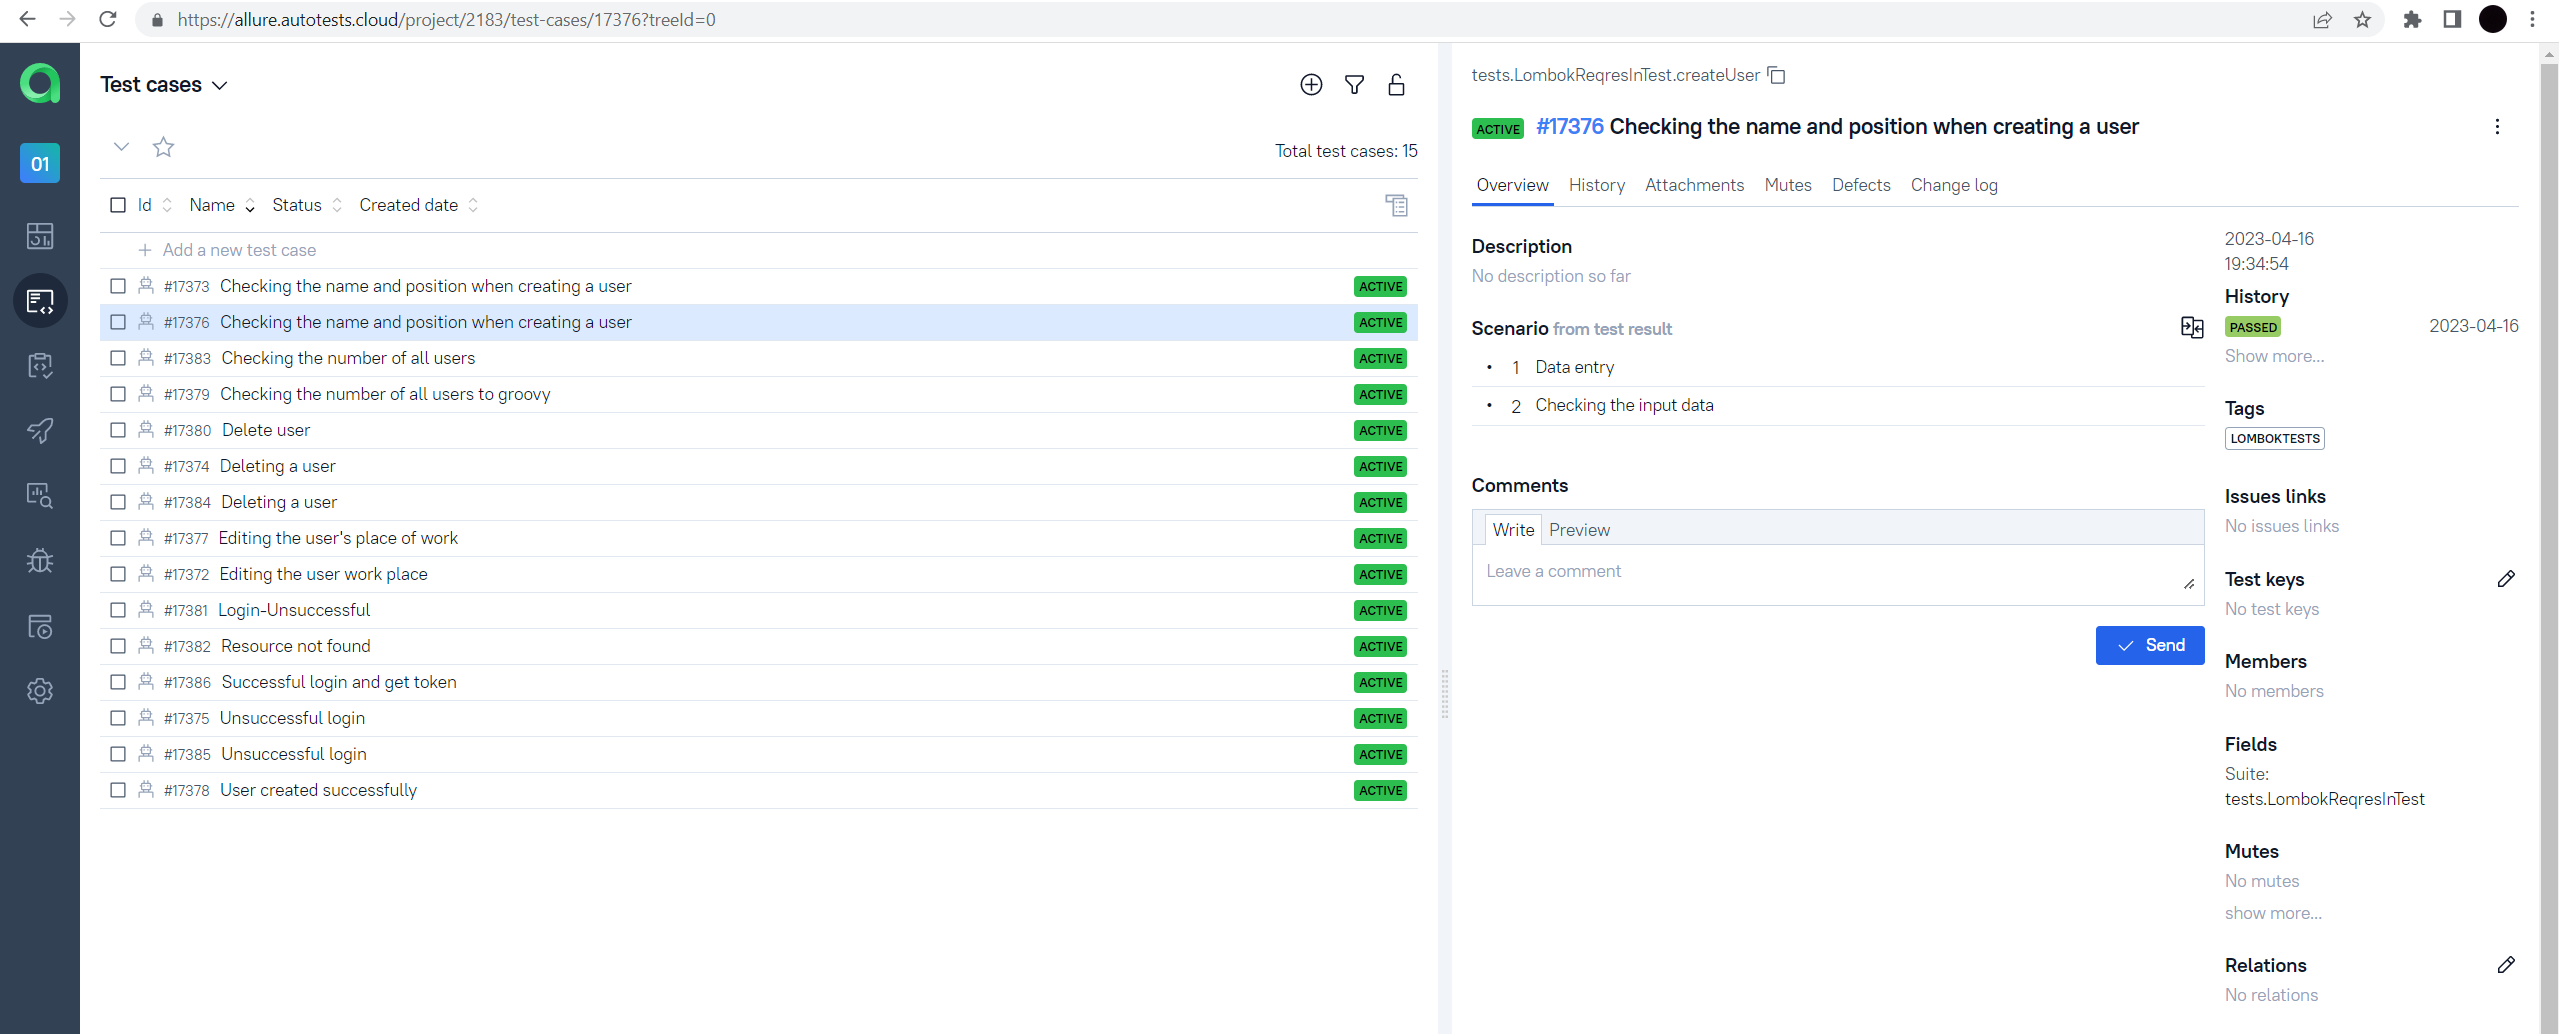 https://allure.autotests.cloud/project/2183/test-cases/17376?treeId=0
01
Test cases
Total test cases: 15
Id Name Status Created date
Add a new test case
#17373 Checking the name and position when creating a user ACTIVE
#17376 Checking the name and position when creating a user ACTIVE
#17383 Checking the number of all users ACTIVE
#17379 Checking the number of all users to groovy ACTIVE
#17380 Delete user ACTIVE
#17374 Deleting a user ACTIVE
#17384 Deleting a user ACTIVE
#17377 Editing the user's place of work ACTIVE
#17372 Editing the user work place ACTIVE
#17381 Login-Unsuccessful ACTIVE
#17382 Resource not found ACTIVE
#17386 Successful login and get token ACTIVE
#17375 Unsuccessful login ACTIVE
#17385 Unsuccessful login ACTIVE
#17378 User created successfully ACTIVE
tests.LombokReqresInTest.createUser
ACTIVE #17376 Checking the name and position when creating a user
Overview History Attachments Mutes Defects Change log
Description
No description so far
Scenario from test result
• 1 Data entry
• 2 Checking the input data
Comments
Write Preview
Leave a comment
Send
2023-04-16
19:34:54
History
PASSED 2023-04-16
Show more...
Tags
LOMBOKTESTS
Issues links
No issues links
Test keys
No test keys
Members
No members
Fields
Suite:
tests.LombokReqresInTest
Mutes
No mutes
show more...
Relations
No relations